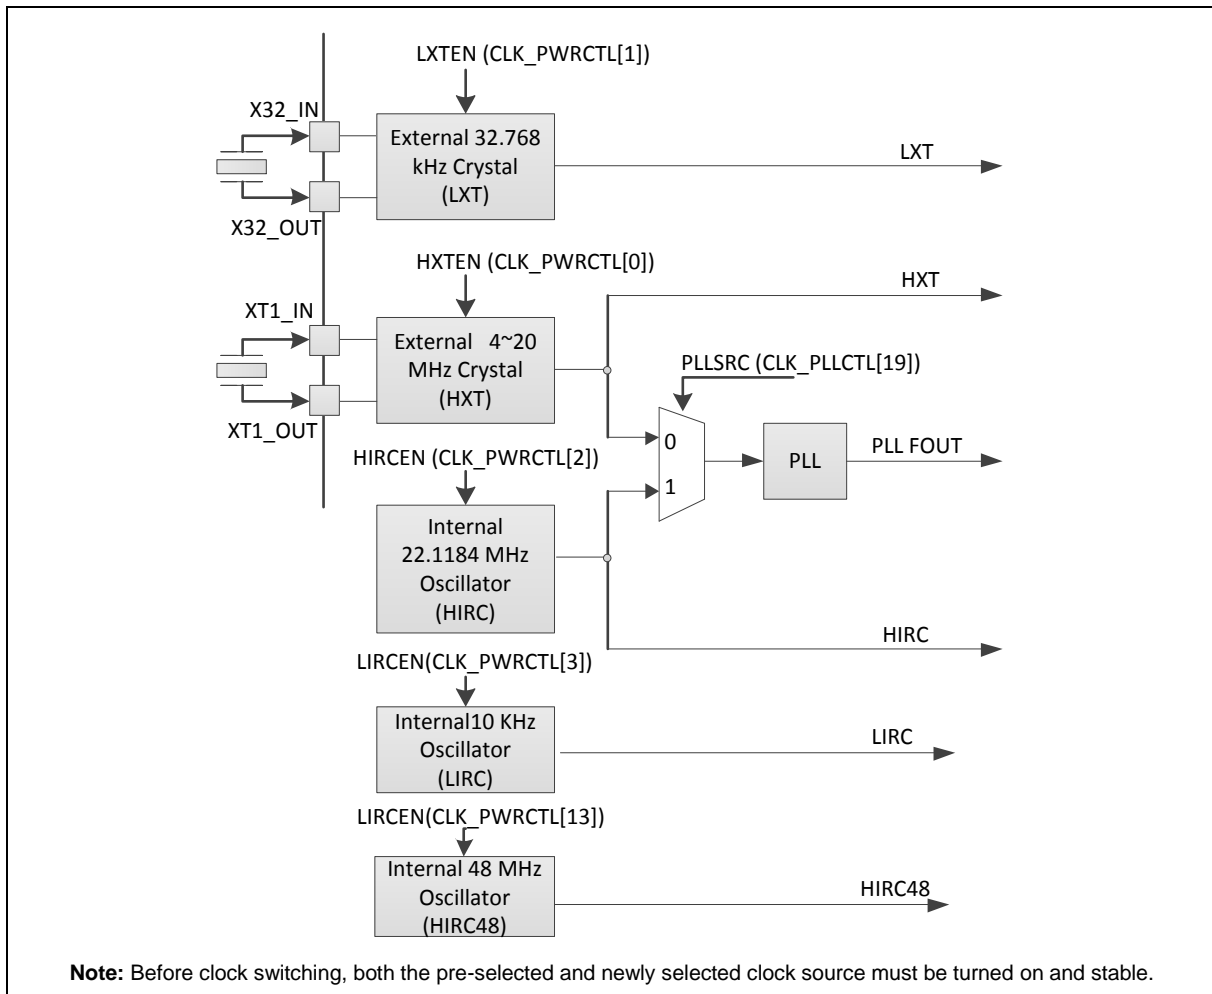 LXTEN (CLK_PWRCTL[1])
X32_IN
External 32.768
kHz Crystal
(LXT)
LXT
X32_OUT
HXTEN (CLK_PWRCTL[0])
HXT
XT1_IN
External 4~20
MHz Crystal
(HXT)
PLLSRC (CLK_PLLCTL[19])
XT1_OUT
0
1
PLL
PLL FOUT
HIRCEN (CLK_PWRCTL[2])
Internal
22.1184 MHz
Oscillator
(HIRC)
HIRC
LIRCEN(CLK_PWRCTL[3])
Internal10 KHz
Oscillator
(LIRC)
LIRC
LIRCEN(CLK_PWRCTL[13])
Internal 48 MHz
Oscillator
(HIRC48)
HIRC48
Note: Before clock switching, both the pre-selected and newly selected clock source must be turned on and stable.